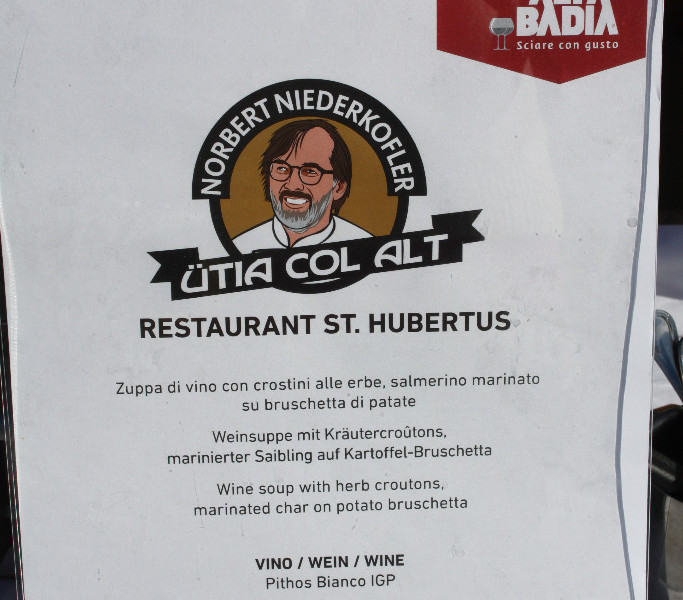 BADIA
Sciare con gusto
NORBERT NIEDERKOFLER
ÜTIA COL ALT
RESTAURANT ST. HUBERTUS
Zuppa di vino con crostini alle erbe, salmerino marinato
su bruschetta di patate
Weinsuppe mit Kräutercroûtons,
marinierter Saibling auf Kartoffel-Bruschetta
Wine soup with herb croutons,
marinated char on potato bruschetta
VINO / WEIN / WINE
Pithos Bianco IGP